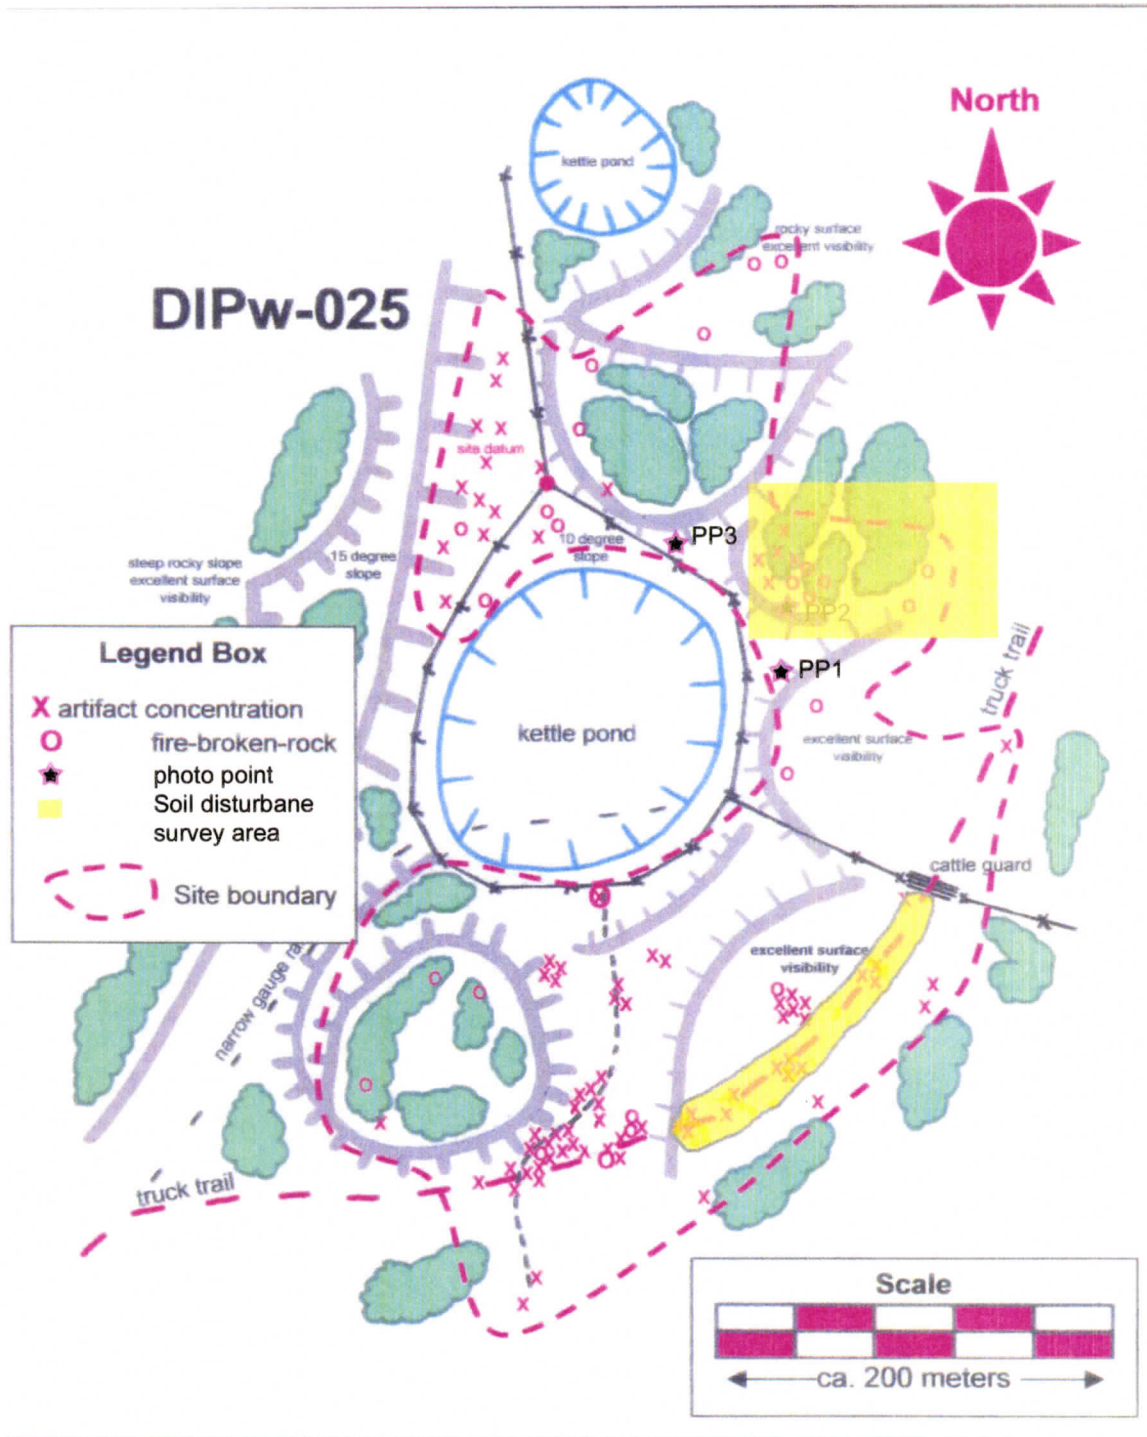 North
kettle pond
rocky surface
excellent visibility
DIPw-025
site datum
PP3
10 degree
slope
15 degree
slope
steep rocky slope
excellent surface
visibility
PP2
PP1
truck trail
Legend Box
X artifact concentration
O fire-broken-rock
photo point
Soil disturbane
survey area
Site boundary
kettle pond
excellent surface
visibility
cattle guard
excellent surface
visibility
narrow gauge
truck trail
Scale
ca. 200 meters